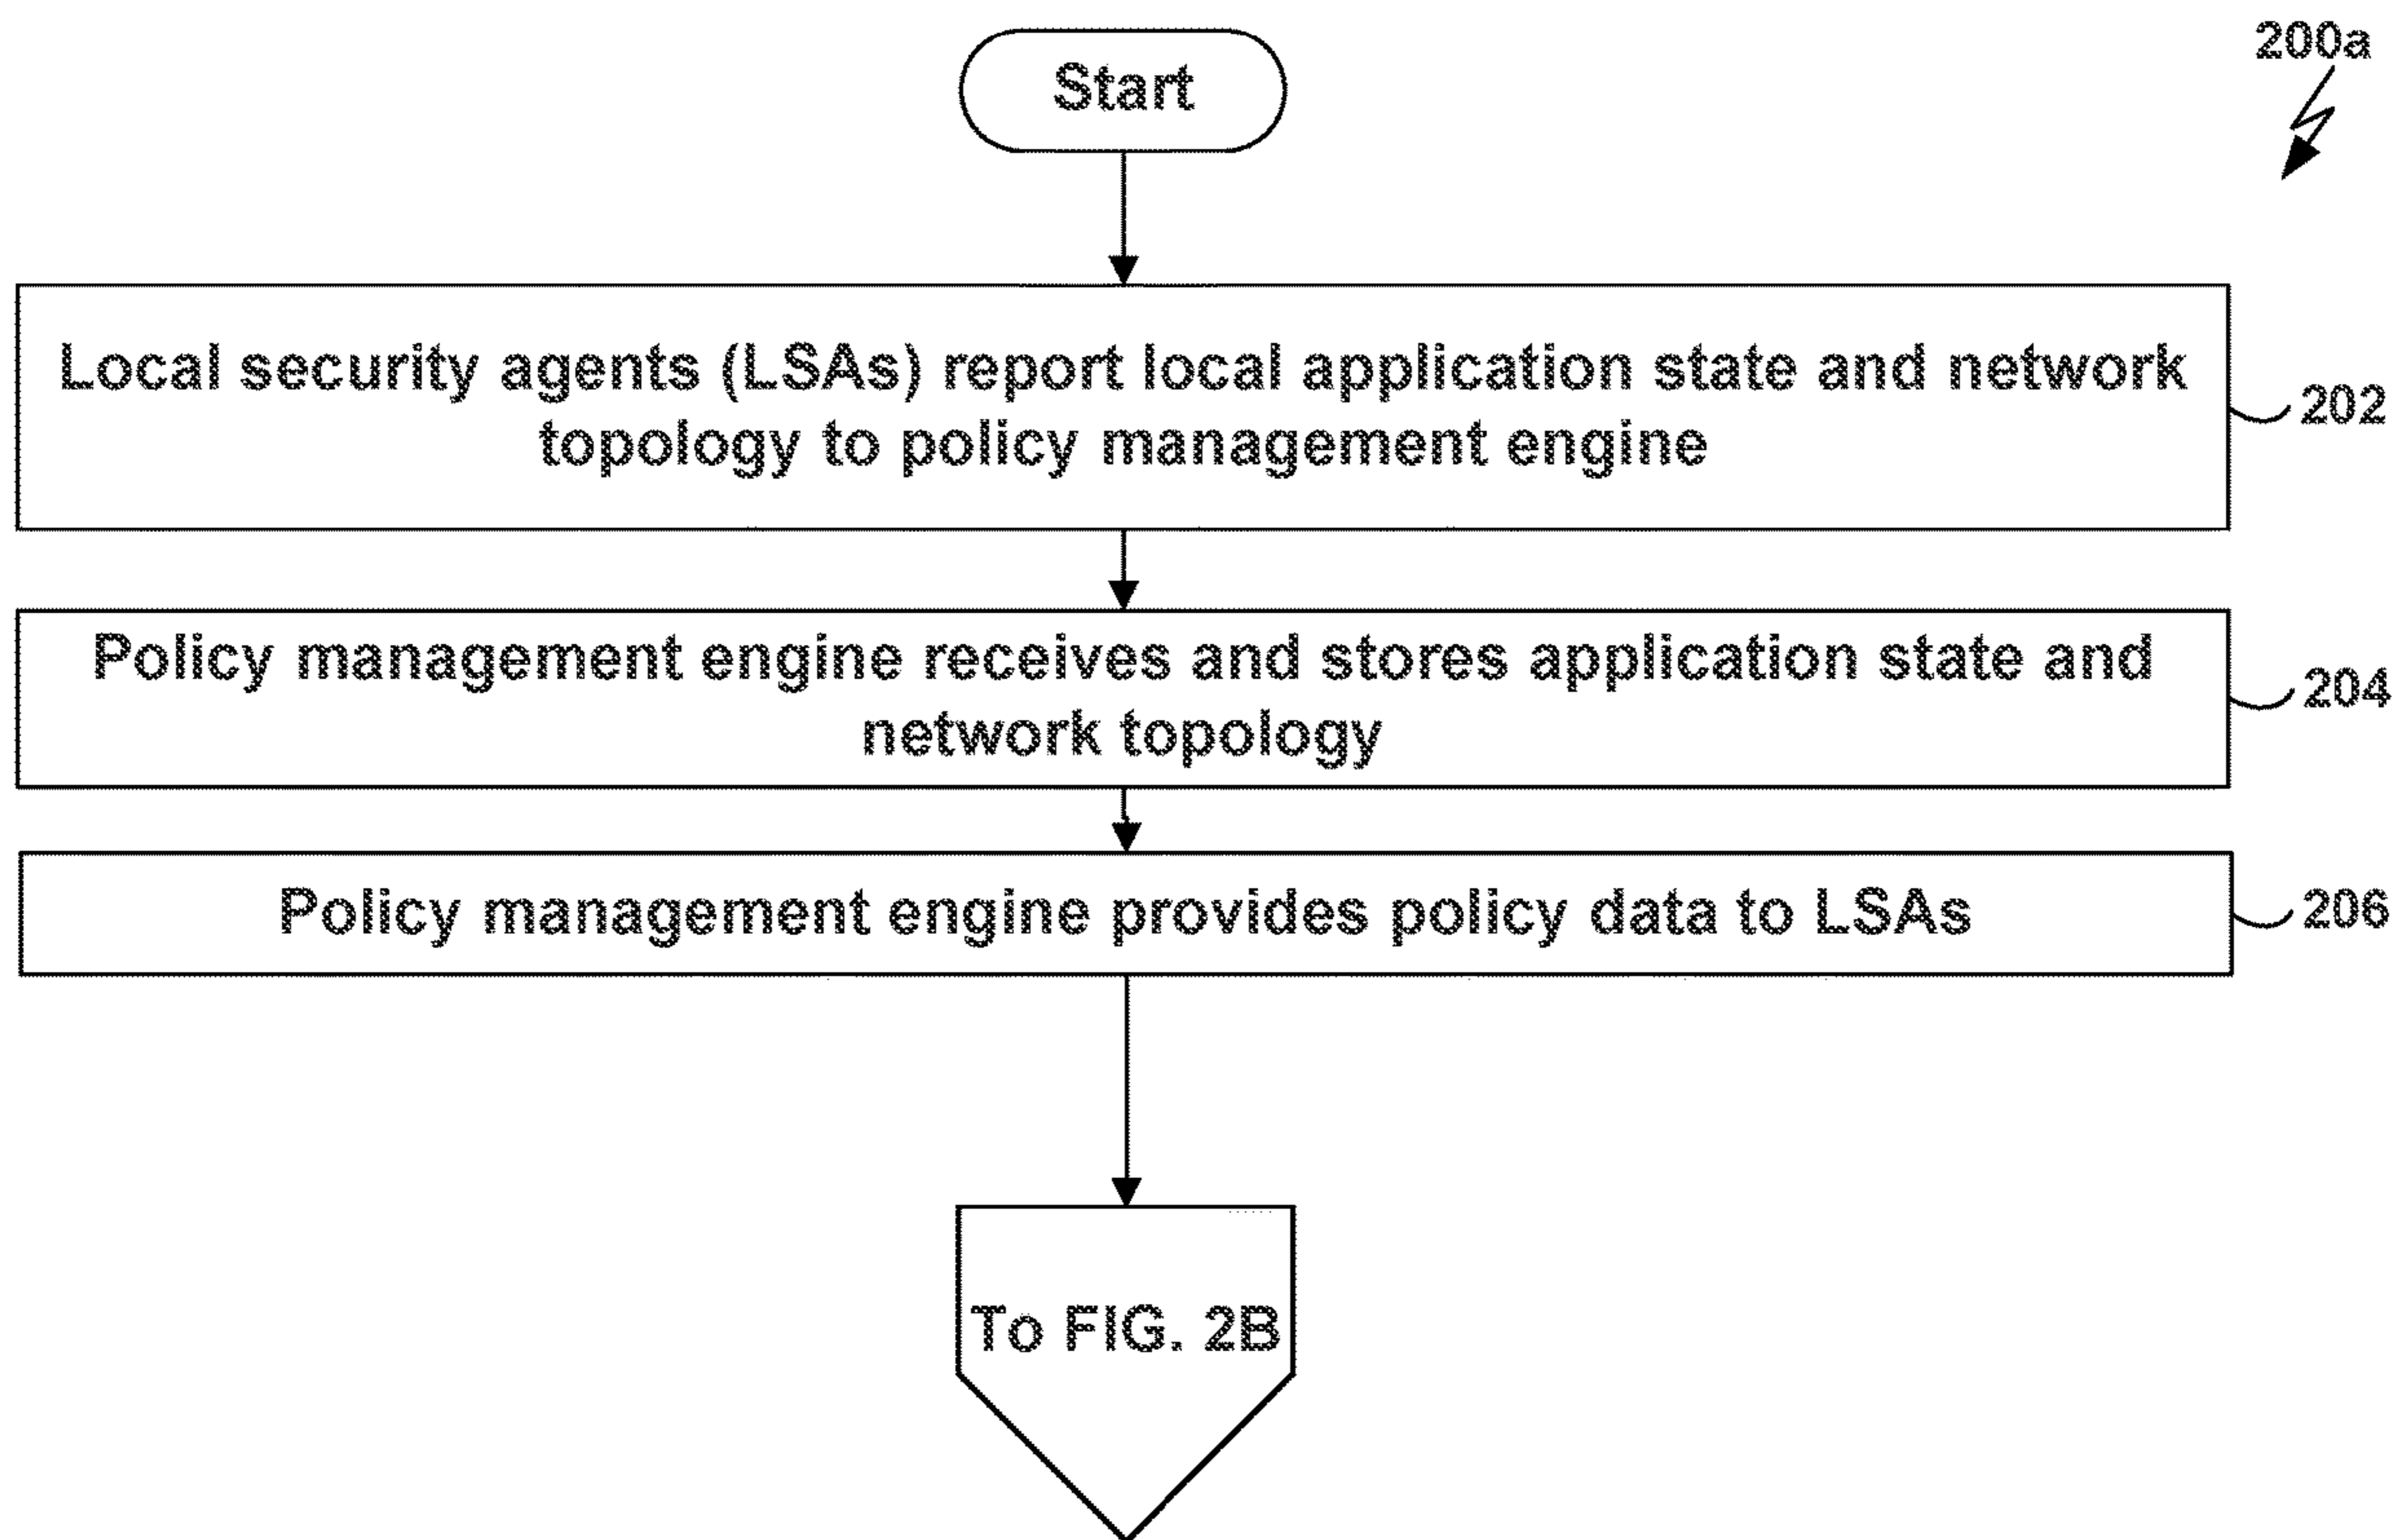 200a
Start
Local security agents (LSAs) report local application state and network
topology to policy management engine
202
Policy management engine receives and stores application state and
network topology
204
Policy management engine provides policy data to LSAs
206
To FIG. 2B